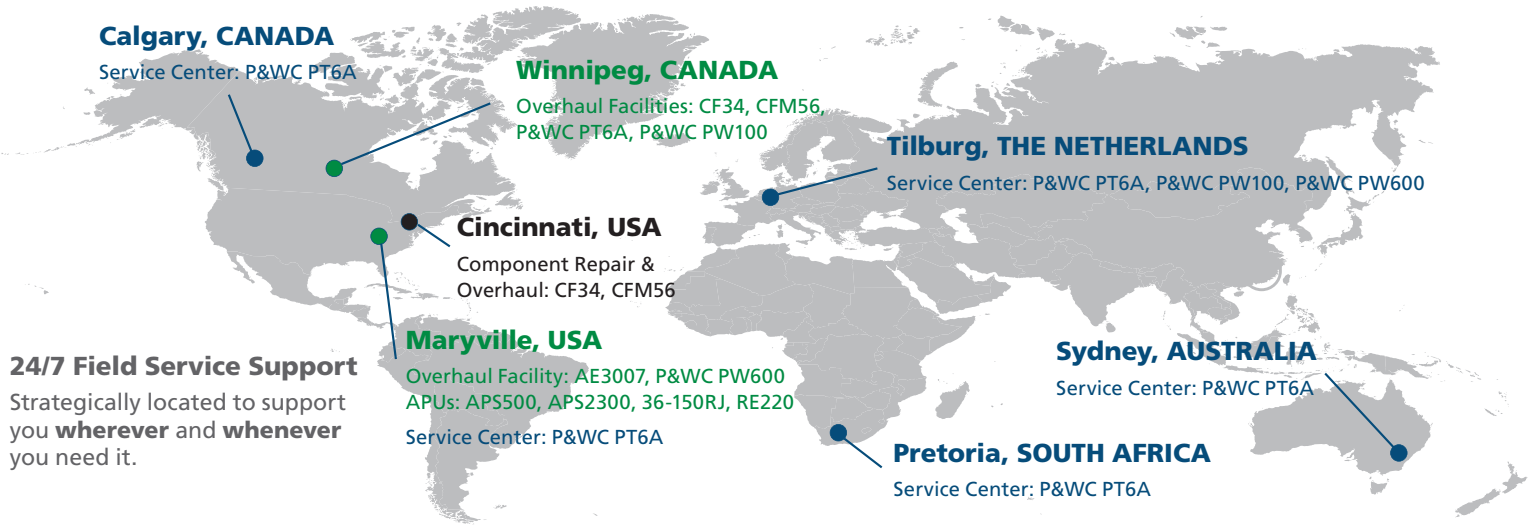 Calgary, CANADA
Service Center: P&WC PT6A
Winnipeg, CANADA
Overhaul Facilities: CF34, CFM56,
P&WC PT6A, P&WC PW100
Tilburg, THE NETHERLANDS
Service Center: P&WC PT6A, P&WC PW100, P&WC PW600
Cincinnati, USA
Component Repair &
Overhaul: CF34, CFM56
Maryville, USA
Overhaul Facility: AE3007, P&WC PW600
APUs: APS500, APS2300, 36-150RJ, RE220
Service Center: P&WC PT6A
24/7 Field Service Support
Strategically located to support
you wherever and whenever
you need it.
Sydney, AUSTRALIA
Service Center: P&WC PT6A
Pretoria, SOUTH AFRICA
Service Center: P&WC PT6A